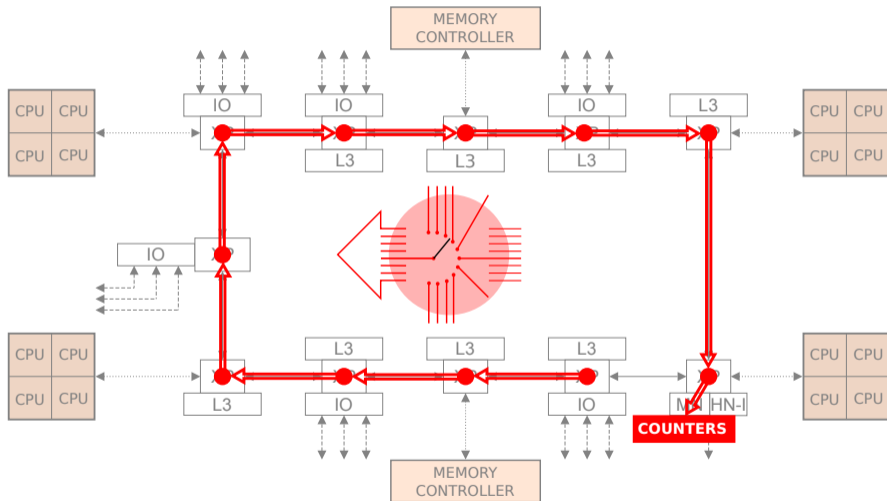 MEMORY
CONTROLLER
IO
IO
IO
L3
CPU CPU
CPU CPU
CPU CPU
CPU CPU
L3
L3
L3
IO
CPU CPU
CPU CPU
L3
L3
L3
CPU CPU
CPU CPU
L3
IO
IO
HN-I
COUNTERS
MEMORY
CONTROLLER